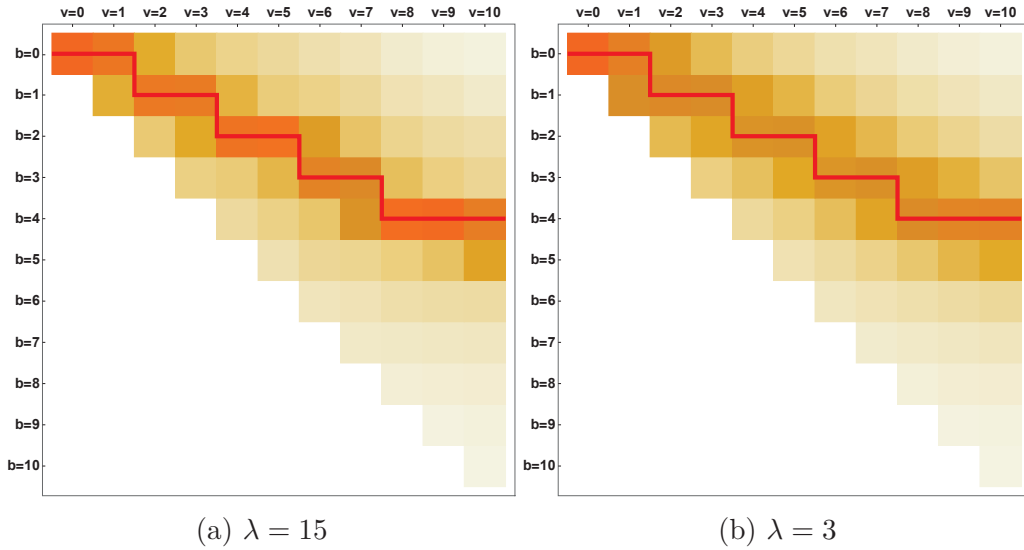 v=0 v=1 v=2 v=3 v=4 v=5 v=6 v=7 v=8 v=9 v=10
b=0
b=1
b=2
b=3
b=4
b=5
b=6
b=7
b=8
b=9
b=10
(a) λ = 15
v=0 v=1 v=2 v=3 v=4 v=5 v=6 v=7 v=8 v=9 v=10
b=0
b=1
b=2
b=3
b=4
b=5
b=6
b=7
b=8
b=9
b=10
(b) λ = 3